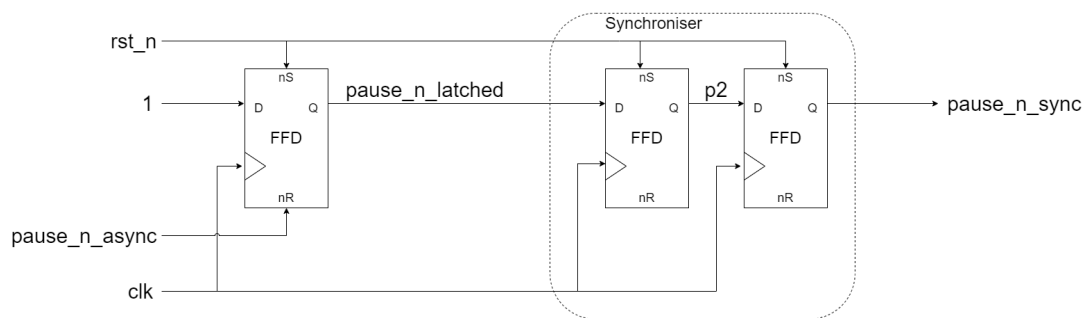 Synchroniser
rst_n
nS
nS
nS
1
D
Q
pause_n_latched
D
Q
p2
D
Q
pause_n_sync
FFD
FFD
FFD
nR
nR
nR
pause_n_async
clk